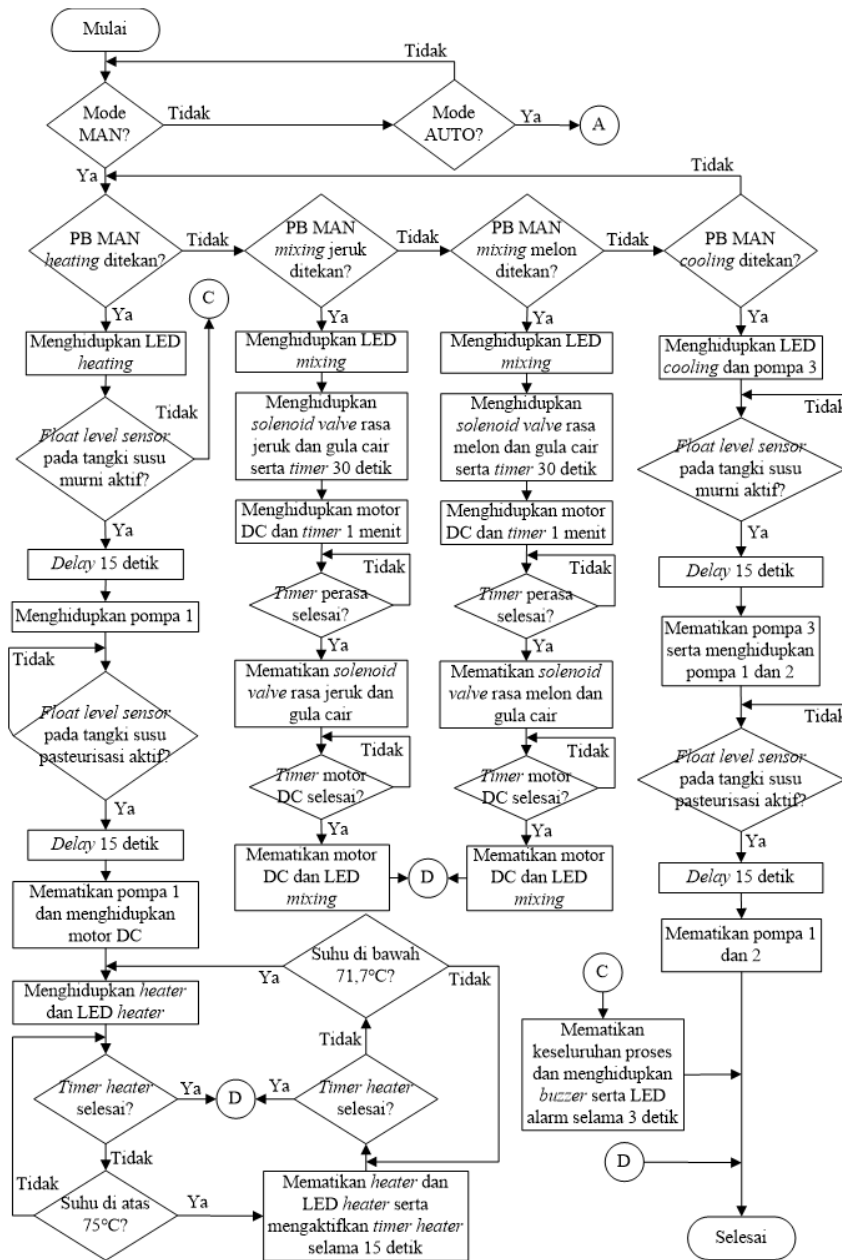 Mulai
Tidak
Mode
MAN?
Tidak
Mode
AUTO?
Ya
A
Ya
Tidak
PB MAN
heating ditekan?
Tidak
PB MAN
mixing jeruk
ditekan?
Tidak
PB MAN
mixing melon
ditekan?
Tidak
PB MAN
cooling ditekan?
Ya
C
Ya
Ya
Ya
Menghidupkan LED
heating
Tidak
Float level sensor
pada tangki susu
murni aktif?
Ya
Delay 15 detik
Menghidupkan pompa 1
Tidak
Float level sensor
pada tangki susu
pasteurisasi aktif?
Ya
Delay 15 detik
Mematikan pompa 1
dan menghidupkan
motor DC
Menghidupkan heater
dan LED heater
Timer heater
selesai?
Ya
D
Tidak
Tidak
Suhu di atas
75°C?
Ya
Mematikan heater dan
LED heater serta
mengaktifkan timer heater
selama 15 detik
Ya
Timer heater
selesai?
Tidak
Ya
Suhu di bawah
71,7°C?
Tidak
Menghidupkan LED
mixing
Menghidupkan
solenoid valve rasa
jeruk dan gula cair
serta timer 30 detik
Menghidupkan motor
DC dan timer 1 menit
Tidak
Timer perasa
selesai?
Ya
Mematikan solenoid
valve rasa jeruk dan
gula cair
Tidak
Timer motor
DC selesai?
Ya
Mematikan motor
DC dan LED
mixing
D
Menghidupkan LED
mixing
Menghidupkan
solenoid valve rasa
melon dan gula cair
serta timer 30 detik
Menghidupkan motor
DC dan timer 1 menit
Tidak
Timer perasa
selesai?
Ya
Mematikan solenoid
valve rasa melon dan
gula cair
Tidak
Timer motor
DC selesai?
Ya
Mematikan motor
DC dan LED
mixing
Menghidupkan LED
cooling dan pompa 3
Tidak
Float level sensor
pada tangki susu
murni aktif?
Ya
Delay 15 detik
Mematikan pompa 3
serta menghidupkan
pompa 1 dan 2
Tidak
Float level sensor
pada tangki susu
pasteurisasi aktif?
Ya
Delay 15 detik
Mematikan pompa 1
dan 2
C
Mematikan
keseluruhan proses
dan menghidupkan
buzzer serta LED
alarm selama 3 detik
D
Selesai